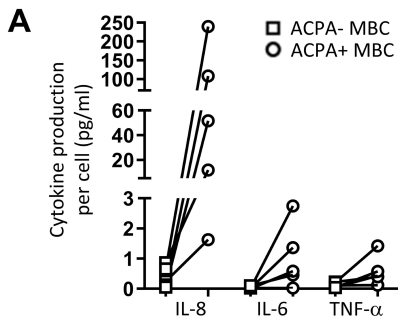 A
ACPA- MBC
ACPA+ MBC
Cytokine production
per cell (pg/ml)
250
200
150
100
60
40
20
3
2
1
0
IL-8 IL-6 TNF-α